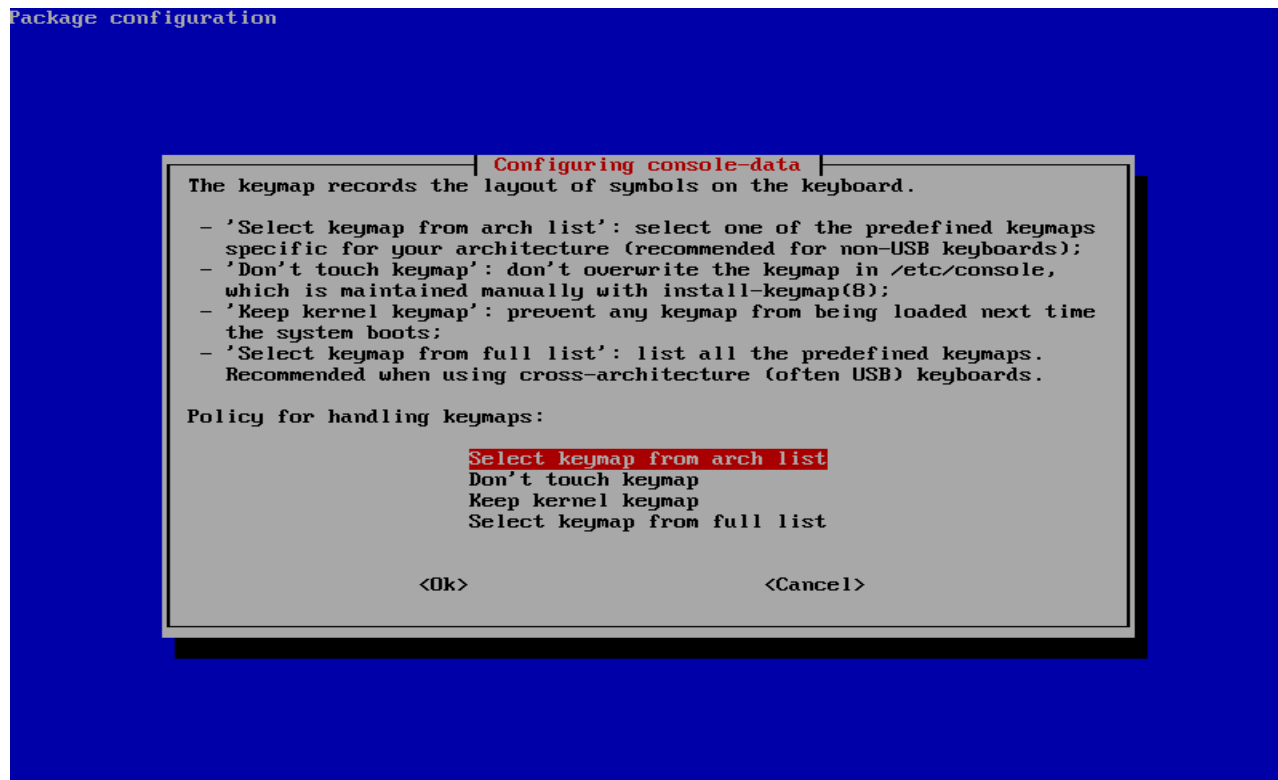 Package configuration
Configuring console-data
The keymap records the layout of symbols on the keyboard.
- 'Select keymap from arch list': select one of the predefined keymaps
specific for your architecture (recommended for non-USB keyboards);
- 'Don't touch keymap': don't overwrite the keymap in /etc/console,
which is maintained manually with install-keymap(8);
- 'Keep kernel keymap': prevent any keymap from being loaded next time
the system boots;
- 'Select keymap from full list': list all the predefined keymaps.
Recommended when using cross-architecture (often USB) keyboards.
Policy for handling keymaps:
Select keymap from arch list
Don't touch keymap
Keep kernel keymap
Select keymap from full list
<Ok> <Cancel>